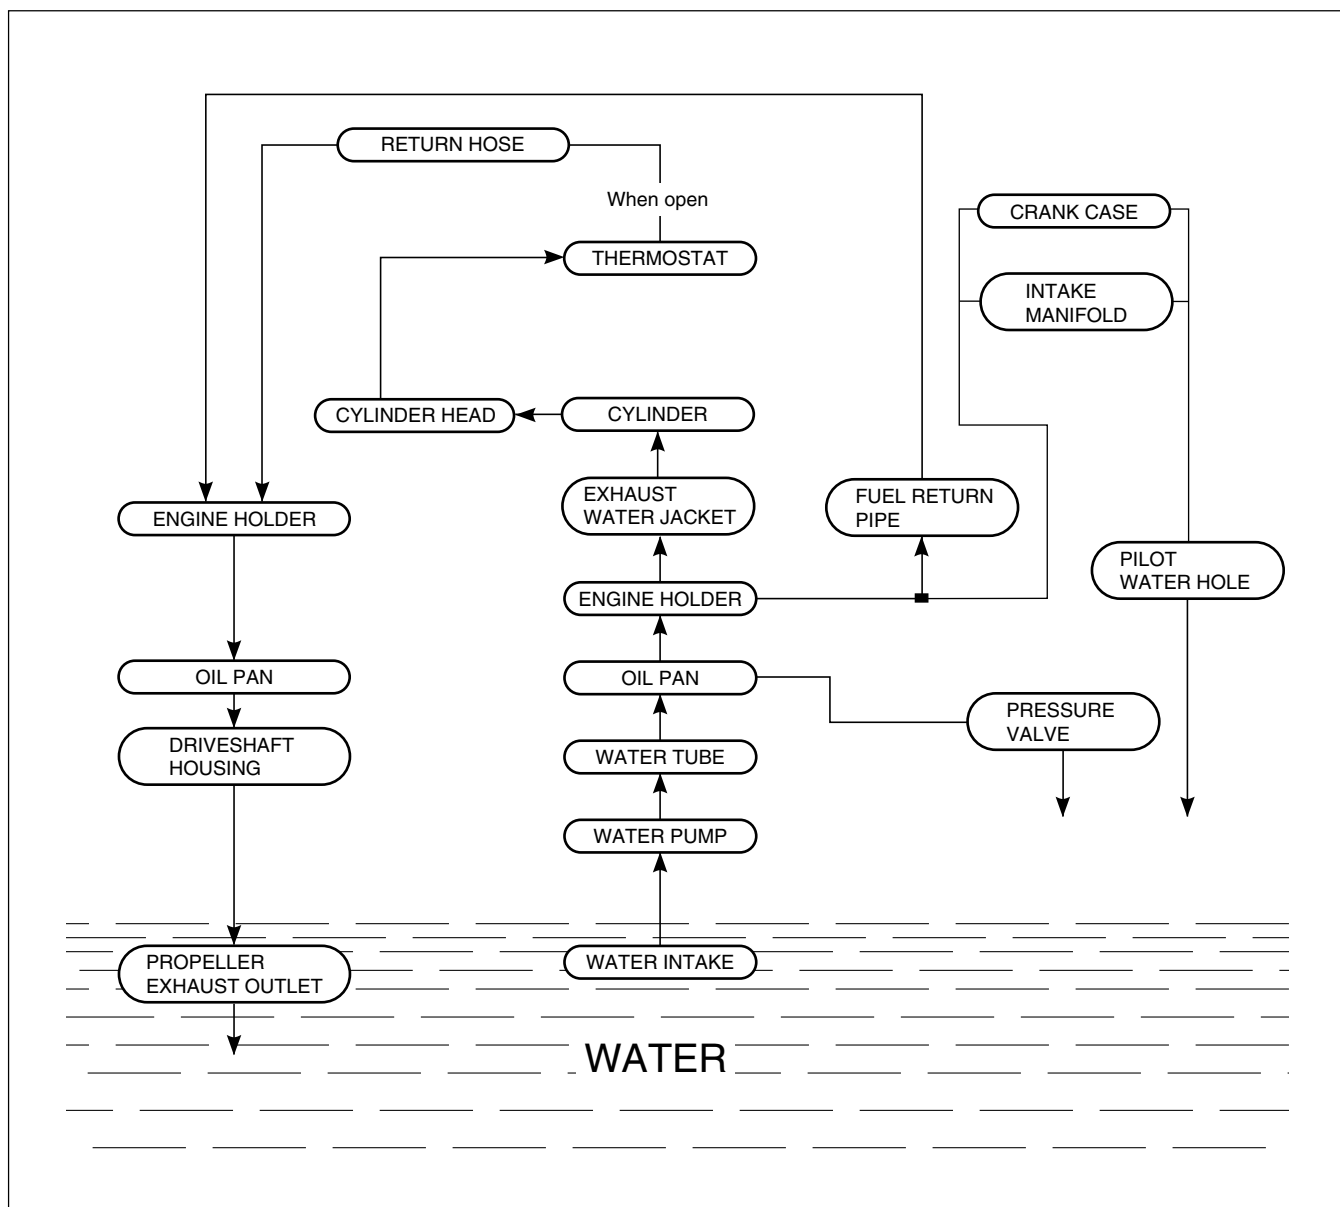 RETURN HOSE
When open
CRANK CASE
THERMOSTAT
INTAKE
MANIFOLD
CYLINDER HEAD
CYLINDER
EXHAUST
WATER JACKET
FUEL RETURN
PIPE
ENGINE HOLDER
PILOT
WATER HOLE
ENGINE HOLDER
OIL PAN
OIL PAN
PRESSURE
VALVE
DRIVESHAFT
HOUSING
WATER TUBE
WATER PUMP
PROPELLER
EXHAUST OUTLET
WATER INTAKE
WATER